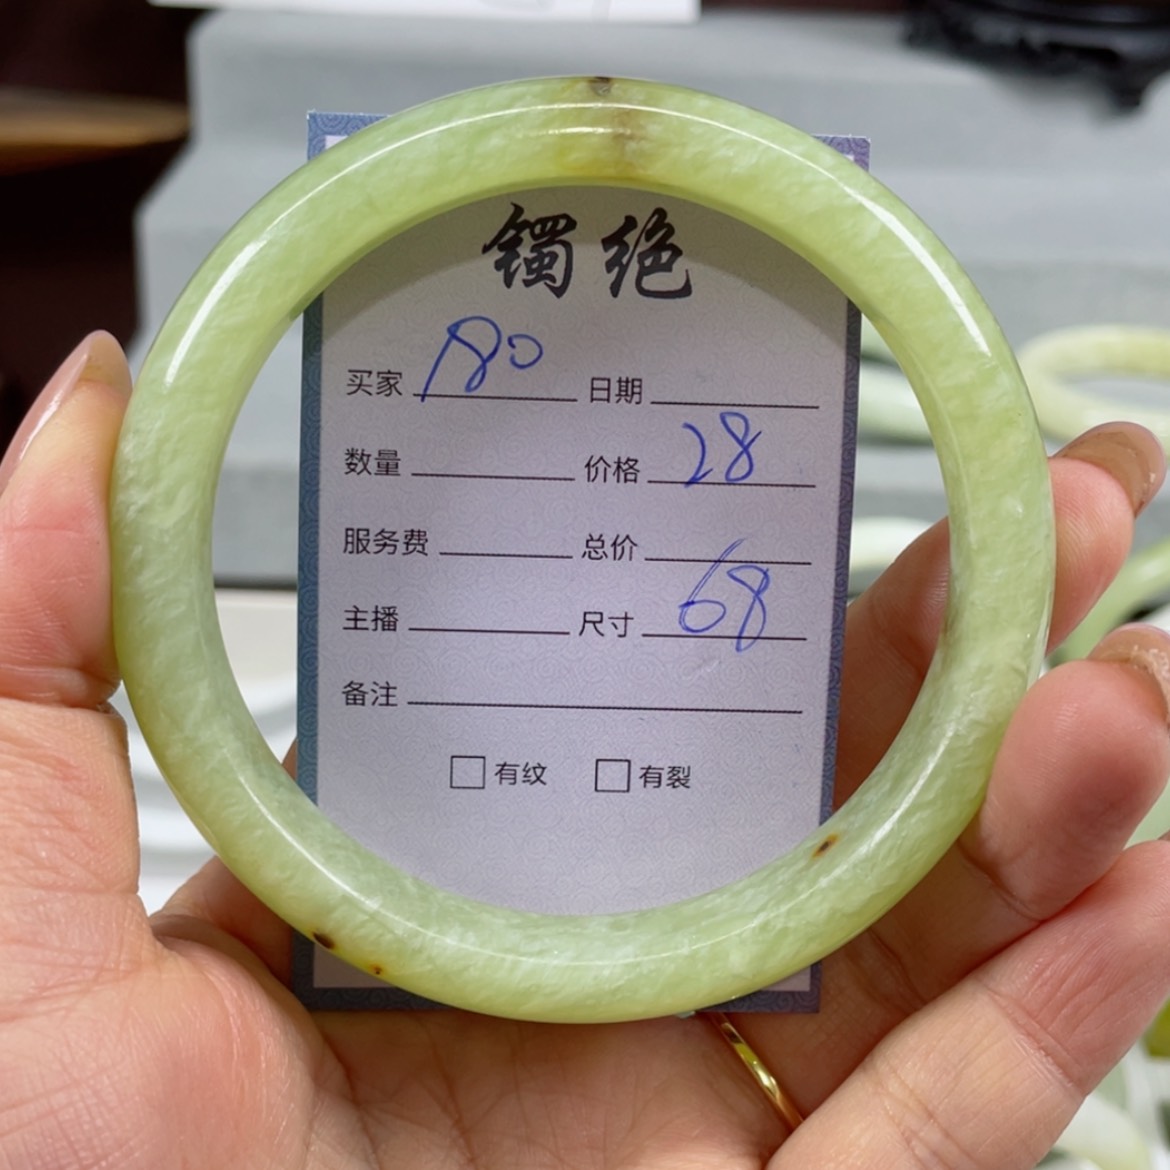 镯绝
买家 180 日期
数量 价格 28
服务费 总价
主播 尺寸 68
备注
□有纹 □有裂